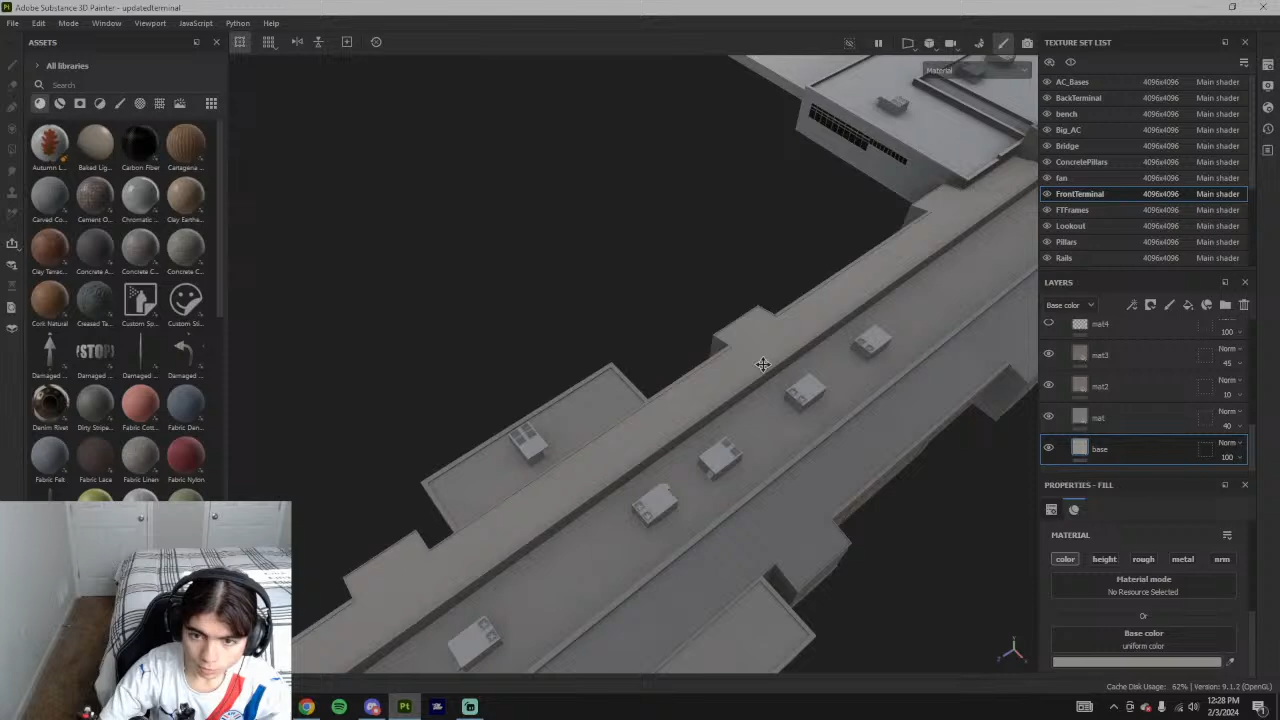 Adobe Substance 3D Painter - updatedterminal
File Edit Mode Window Viewport JavaScript Python Help
ASSETS
All libraries
Search
Autumn L...
Baked Lig...
Carbon Fiber
Cartagena ...
Carved Co...
Cement O...
Chromatic ...
Clay Earthe...
Clay Terrac...
Concrete A...
Concrete C...
Concrete C...
Cork Natural
Creased Ta...
Custom Sp...
Custom Sti...
STOP
Damaged ...
Damaged ...
Damaged ...
Damaged ...
Denim Rivet
Dirty Stripe...
Fabric Cott...
Fabric Den...
Fabric Felt
Fabric Lace
Fabric Linen
Fabric Nylon
Material
TEXTURE SET LIST
AC_Bases 4096x4096 Main shader
BackTerminal 4096x4096 Main shader
bench 4096x4096 Main shader
Big_AC 4096x4096 Main shader
Bridge 4096x4096 Main shader
ConcretePillars 4096x4096 Main shader
fan 4096x4096 Main shader
FrontTerminal 4096x4096 Main shader
FTFrames 4096x4096 Main shader
Lookout 4096x4096 Main shader
Pillars 4096x4096 Main shader
Rails 4096x4096 Main shader
LAYERS
Base color
mat4 100
mat3 Norm 45
mat2 Norm 10
mat Norm 40
base Norm 100
PROPERTIES - FILL
MATERIAL
color height rough metal nrm
Material mode
No Resource Selected
Or
Base color
uniform color
Cache Disk Usage: 62% | Version: 9.1.2 (OpenGL)
12:28 PM
2/3/2024